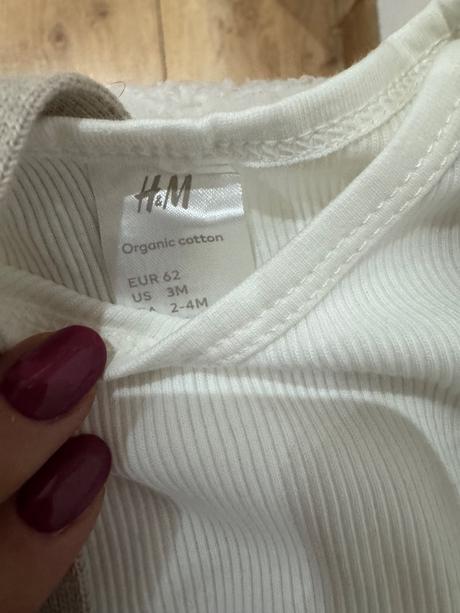 H&M
Organic cotton
EUR 62
US 3M
2-4M